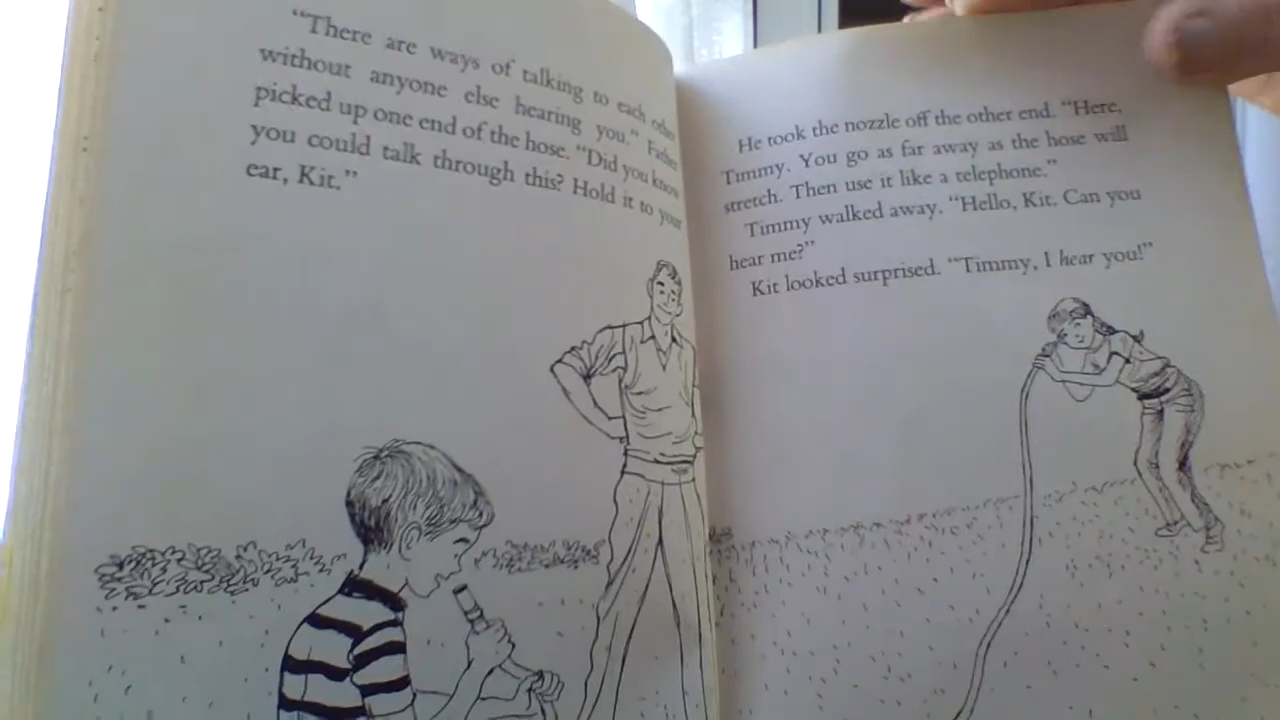 “There are ways of talking to each other
without anyone else hearing you.” Father
picked up one end of the hose. “Did you know
you could talk through this? Hold it to your
ear, Kit.”
He took the nozzle off the other end. “Here,
Timmy. You go as far away as the hose will
stretch. Then use it like a telephone.”
Timmy walked away. “Hello, Kit. Can you
hear me?”
Kit looked surprised. “Timmy, I hear you!”